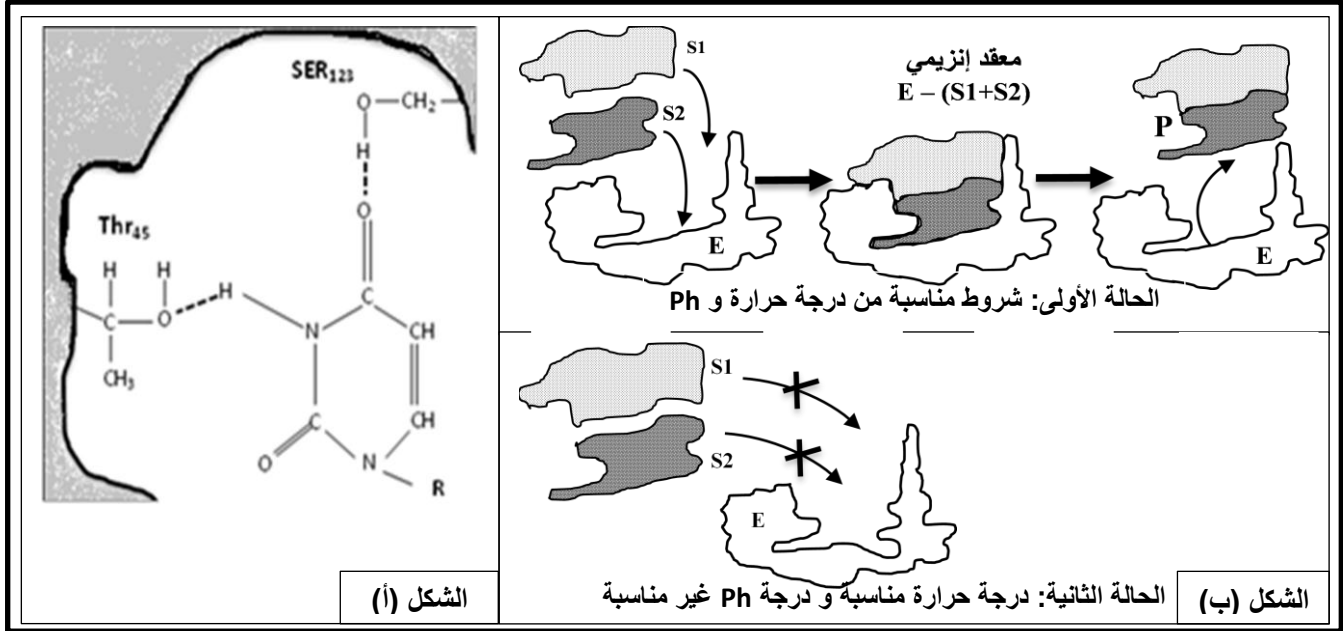 SER₁₂₃
O – CH₂
H
O
Thr₄₅
H H
H
C O
C
N CH
CH₃
C CH
O
N
R
الشكل (أ)
S1
S2
E
معقد إنزيمي
E – (S1+S2)
P
E
الحالة الأولى: شروط مناسبة من درجة حرارة و Ph
S1
S2
E
الحالة الثانية: درجة حرارة مناسبة و درجة Ph غير مناسبة
الشكل (ب)